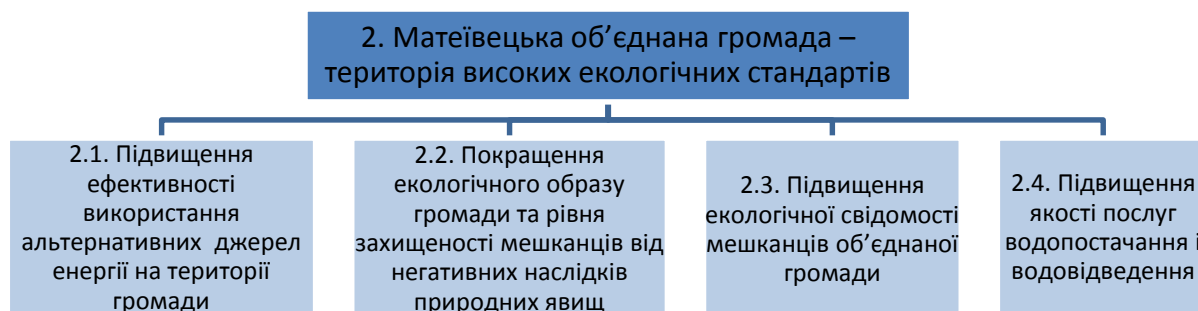 2. Матеївецька об’єднана громада –
територія високих екологічних стандартів
2.1. Підвищення
ефективності
використання
альтернативних джерел
енергії на території
громади
2.2. Покращення
екологічного образу
громади та рівня
захищеності мешканців від
негативних наслідків
природних явищ
2.3. Підвищення
екологічної свідомості
мешканців об’єднаної
громади
2.4. Підвищення
якості послуг
водопостачання і
водовідведення